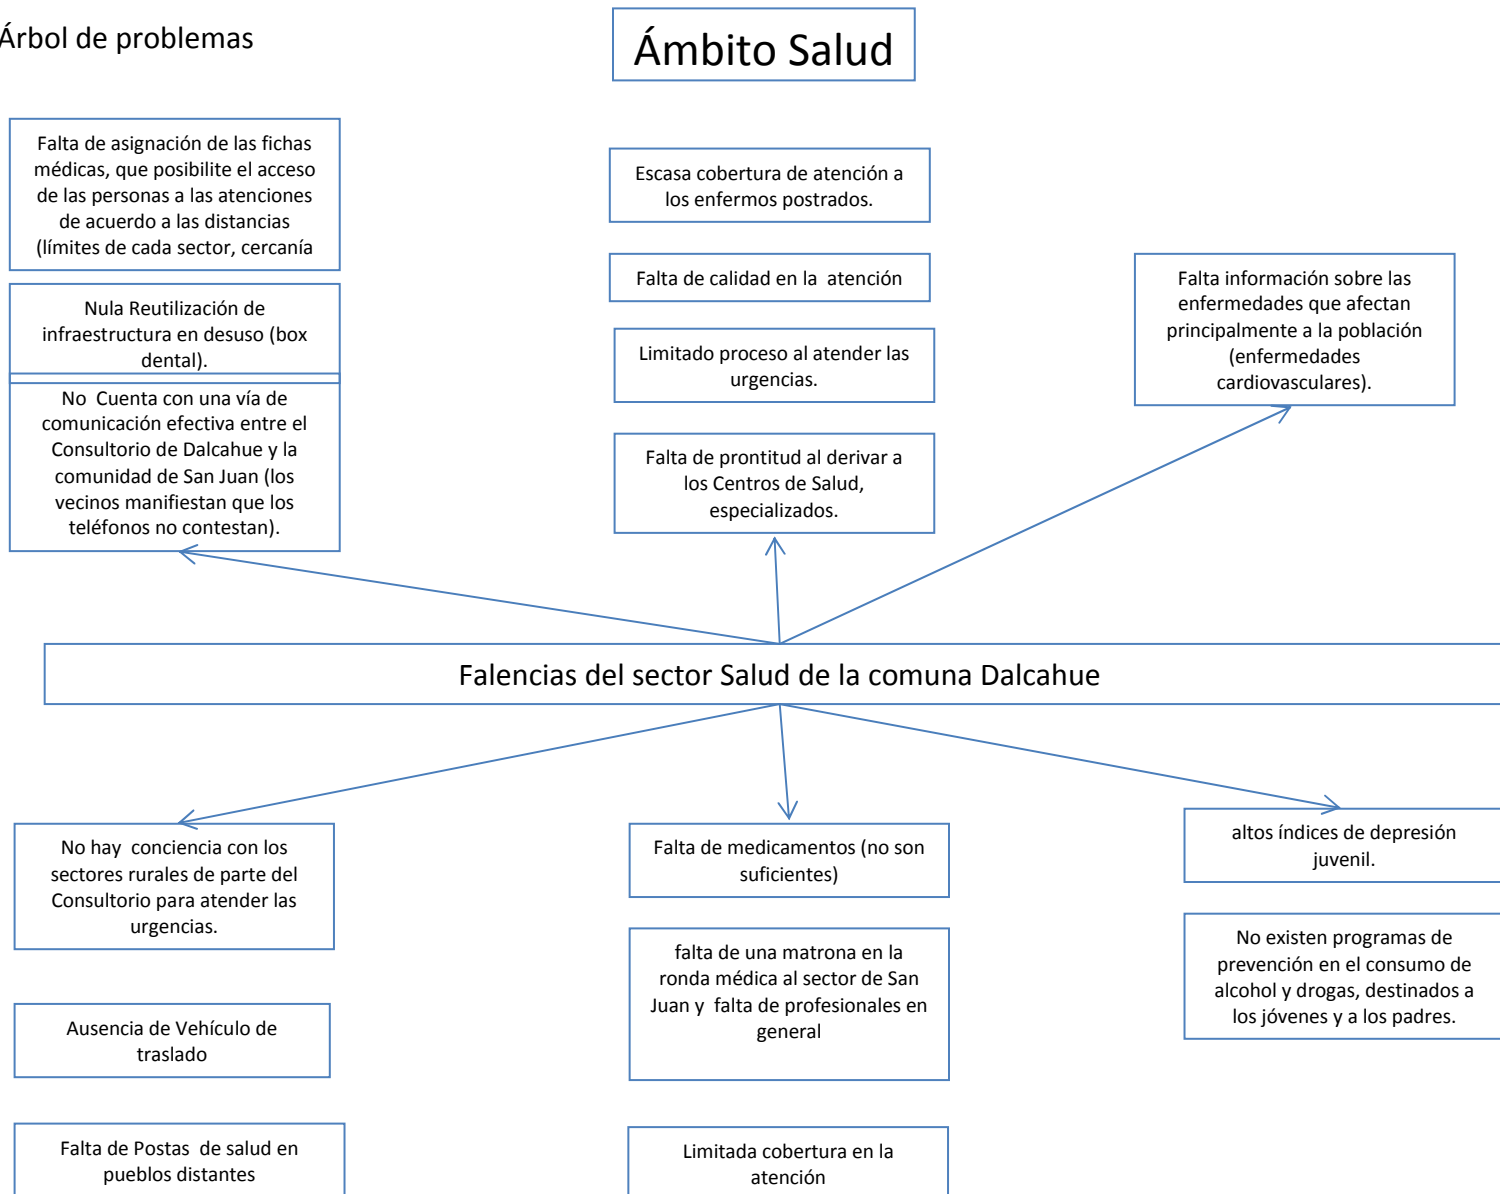 Árbol de problemas
Ámbito Salud
Falta de asignación de las fichas
médicas, que posibilite el acceso
de las personas a las atenciones
de acuerdo a las distancias
(límites de cada sector, cercanía
Nula Reutilización de
infraestructura en desuso (box
dental).
No Cuenta con una vía de
comunicación efectiva entre el
Consultorio de Dalcahue y la
comunidad de San Juan (los
vecinos manifiestan que los
teléfonos no contestan).
Escasa cobertura de atención a
los enfermos postrados.
Falta de calidad en la atención
Limitado proceso al atender las
urgencias.
Falta de prontitud al derivar a
los Centros de Salud,
especializados.
Falta información sobre las
enfermedades que afectan
principalmente a la población
(enfermedades
cardiovasculares).
Falencias del sector Salud de la comuna Dalcahue
No hay conciencia con los
sectores rurales de parte del
Consultorio para atender las
urgencias.
Ausencia de Vehículo de
traslado
Falta de Postas de salud en
pueblos distantes
Falta de medicamentos (no son
suficientes)
falta de una matrona en la
ronda médica al sector de San
Juan y falta de profesionales en
general
Limitada cobertura en la
atención
altos índices de depresión
juvenil.
No existen programas de
prevención en el consumo de
alcohol y drogas, destinados a
los jóvenes y a los padres.